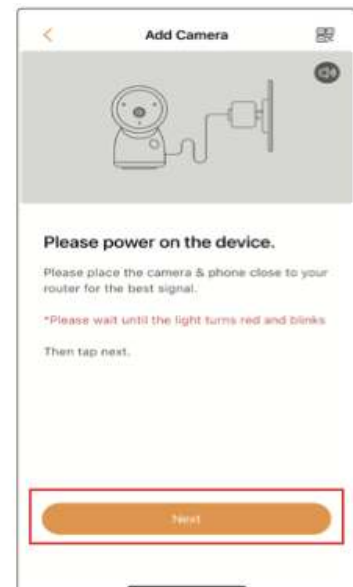 Add Camera
Please power on the device.
Please place the camera & phone close to your
router for the best signal.
*Please wait until the light turns red and blinks
Then tap next.
Next